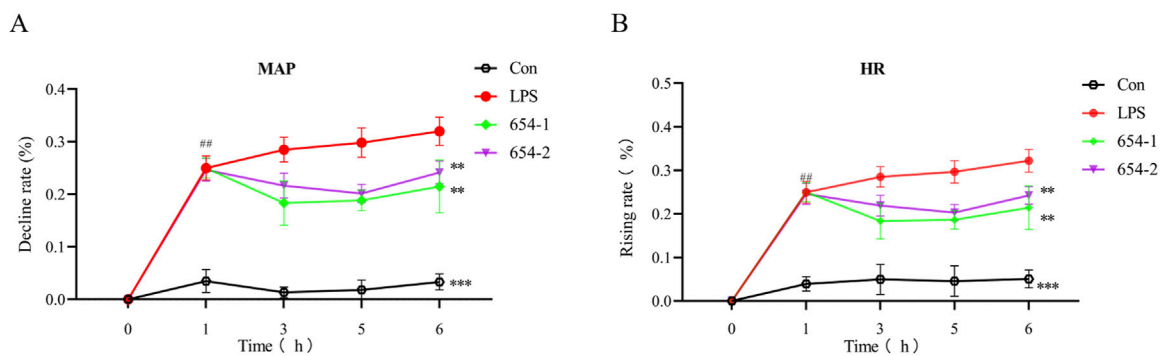 A
MAP
Con
LPS
654-1
654-2
Decline rate (%)
0.4
0.3
0.2
0.1
0.0
##
**
**
***
0 1 3 5 6
Time( h)
B
HR
Con
LPS
654-1
654-2
Rising rate( %)
0.5
0.4
0.3
0.2
0.1
0.0
##
**
**
***
0 1 3 5 6
Time( h)